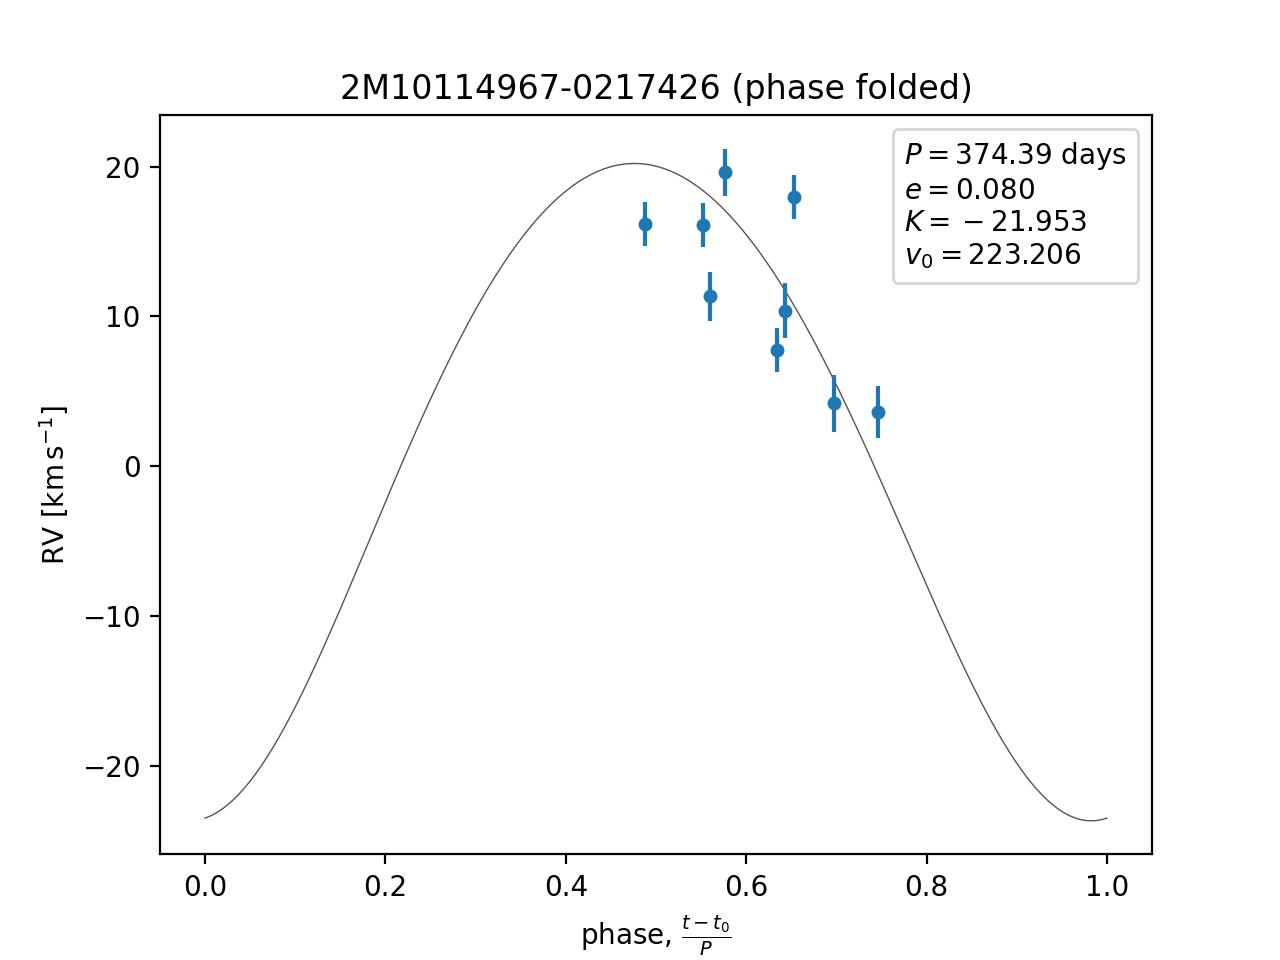 2M10114967-0217426 (phase folded)
P = 374.39 days
e = 0.080
K = −21.953
v₀ = 223.206
20
10
0
−10
−20
RV [km s⁻¹]
0.0 0.2 0.4 0.6 0.8 1.0
phase, (t − t₀)/P